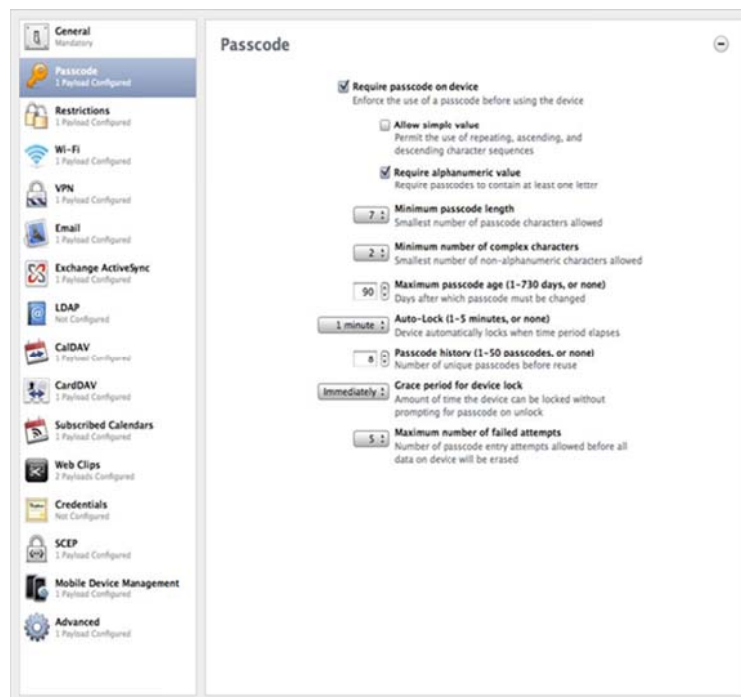 General
Mandatory
Passcode
1 Payload Configured
Restrictions
1 Payload Configured
Wi-Fi
1 Payload Configured
VPN
1 Payload Configured
Email
1 Payload Configured
Exchange ActiveSync
1 Payload Configured
LDAP
Not Configured
CalDAV
1 Payload Configured
CardDAV
1 Payload Configured
Subscribed Calendars
1 Payload Configured
Web Clips
2 Payloads Configured
Credentials
Not Configured
SCEP
1 Payload Configured
Mobile Device Management
1 Payload Configured
Advanced
1 Payload Configured
Passcode
Require passcode on device
Enforce the use of a passcode before using the device
Allow simple value
Permit the use of repeating, ascending, and
descending character sequences
Require alphanumeric value
Require passcodes to contain at least one letter
7 Minimum passcode length
Smallest number of passcode characters allowed
2 Minimum number of complex characters
Smallest number of non-alphanumeric characters allowed
90 Maximum passcode age (1-730 days, or none)
Days after which passcode must be changed
1 minute Auto-Lock (1-5 minutes, or none)
Device automatically locks when time period elapses
8 Passcode history (1-50 passcodes, or none)
Number of unique passcodes before reuse
Immediately Grace period for device lock
Amount of time the device can be locked without
prompting for passcode on unlock
5 Maximum number of failed attempts
Number of passcode entry attempts allowed before all
data on device will be erased